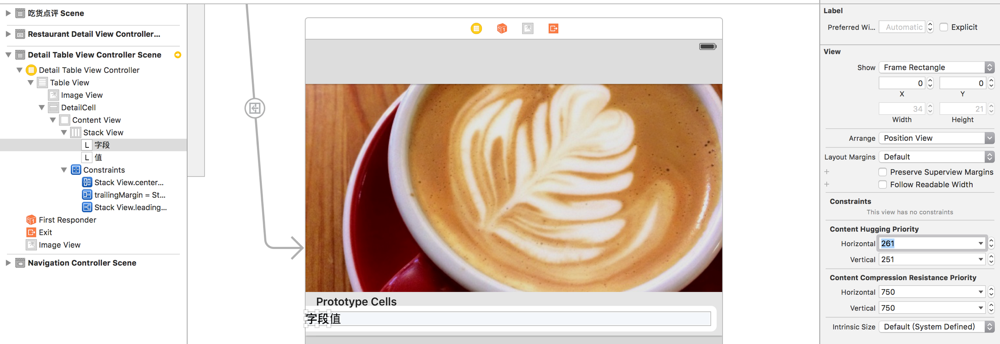 吃货点评 Scene
Restaurant Detail View Controller...
Detail Table View Controller Scene
Detail Table View Controller
Table View
Image View
DetailCell
Content View
Stack View
L 字段
L 值
Constraints
Stack View.center...
trailingMargin = St...
Stack View.leading...
First Responder
Exit
Image View
Navigation Controller Scene
Prototype Cells
字段值
Label
Preferred Wi... Automatic Explicit
View
Show Frame Rectangle
0 0
X Y
34 21
Width Height
Arrange Position View
Layout Margins Default
+ Preserve Superview Margins
+ Follow Readable Width
Constraints
This view has no constraints
Content Hugging Priority
Horizontal 261
Vertical 251
Content Compression Resistance Priority
Horizontal 750
Vertical 750
Intrinsic Size Default (System Defined)